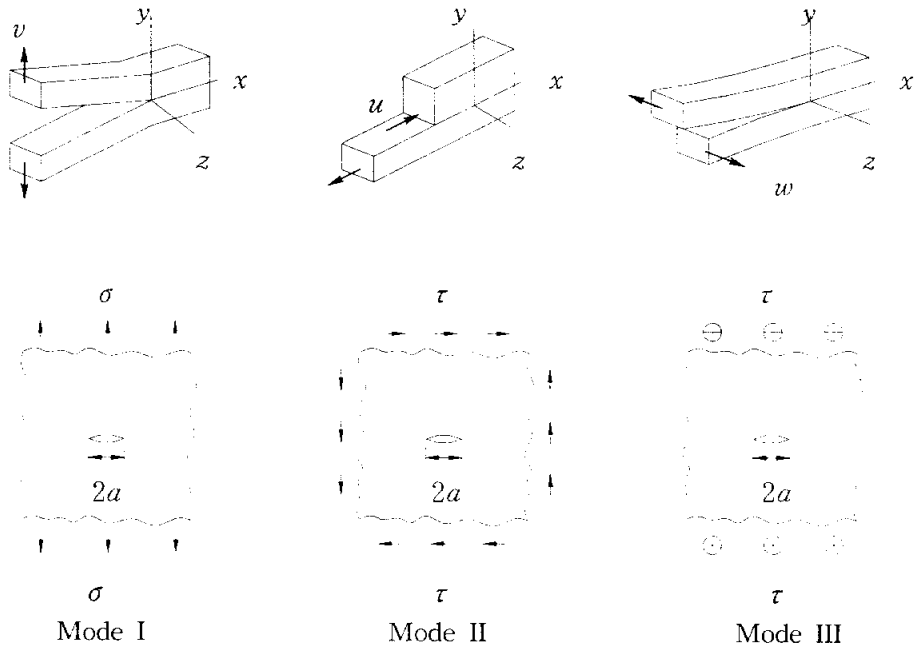 v y x z
u y z
y x z w
σ τ τ
2a 2a 2a
σ τ τ
Mode I Mode II Mode III